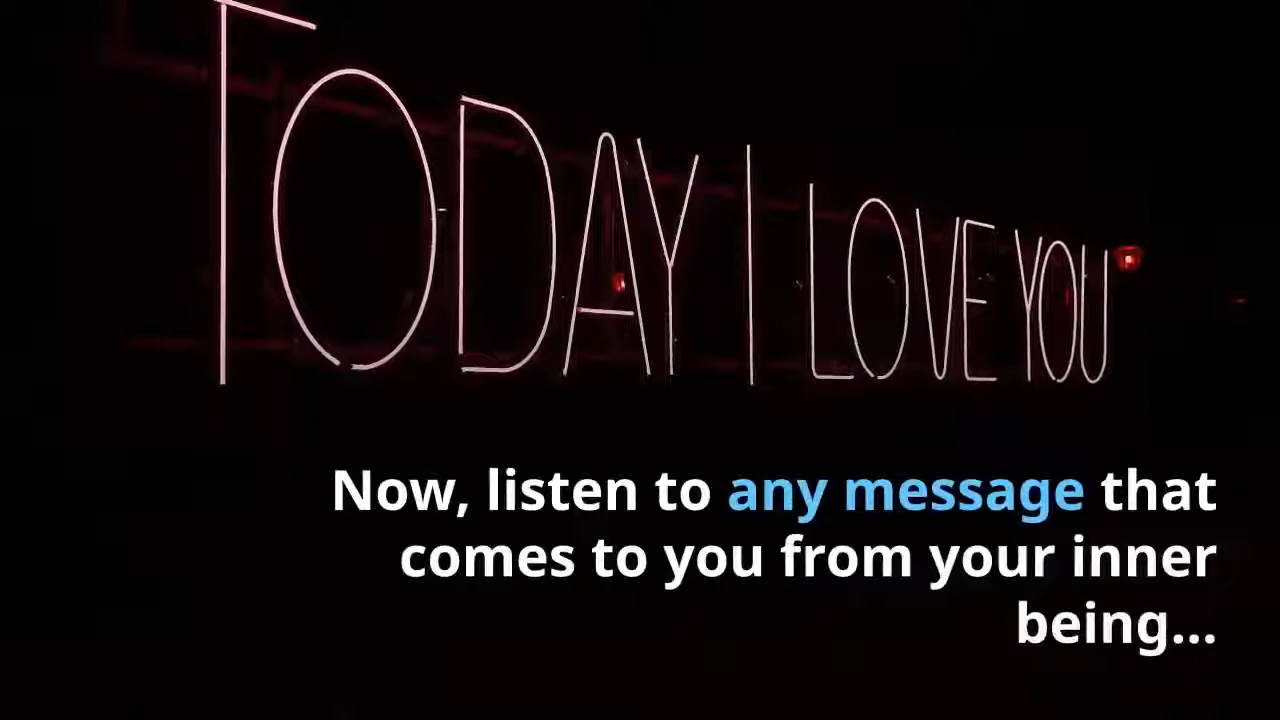 TODAY I LOVE YOU
Now, listen to any message that
comes to you from your inner
being...